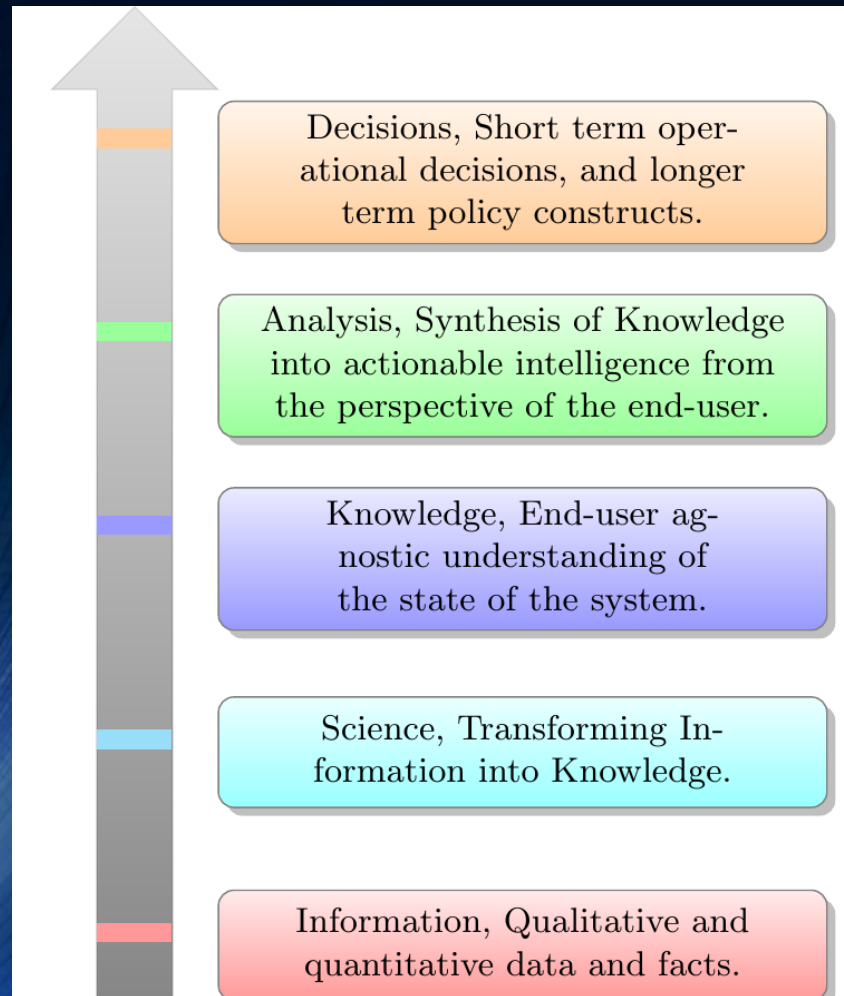 Decisions, Short term oper-
ational decisions, and longer
term policy constructs.
Analysis, Synthesis of Knowledge
into actionable intelligence from
the perspective of the end-user.
Knowledge, End-user ag-
nostic understanding of
the state of the system.
Science, Transforming In-
formation into Knowledge.
Information, Qualitative and
quantitative data and facts.